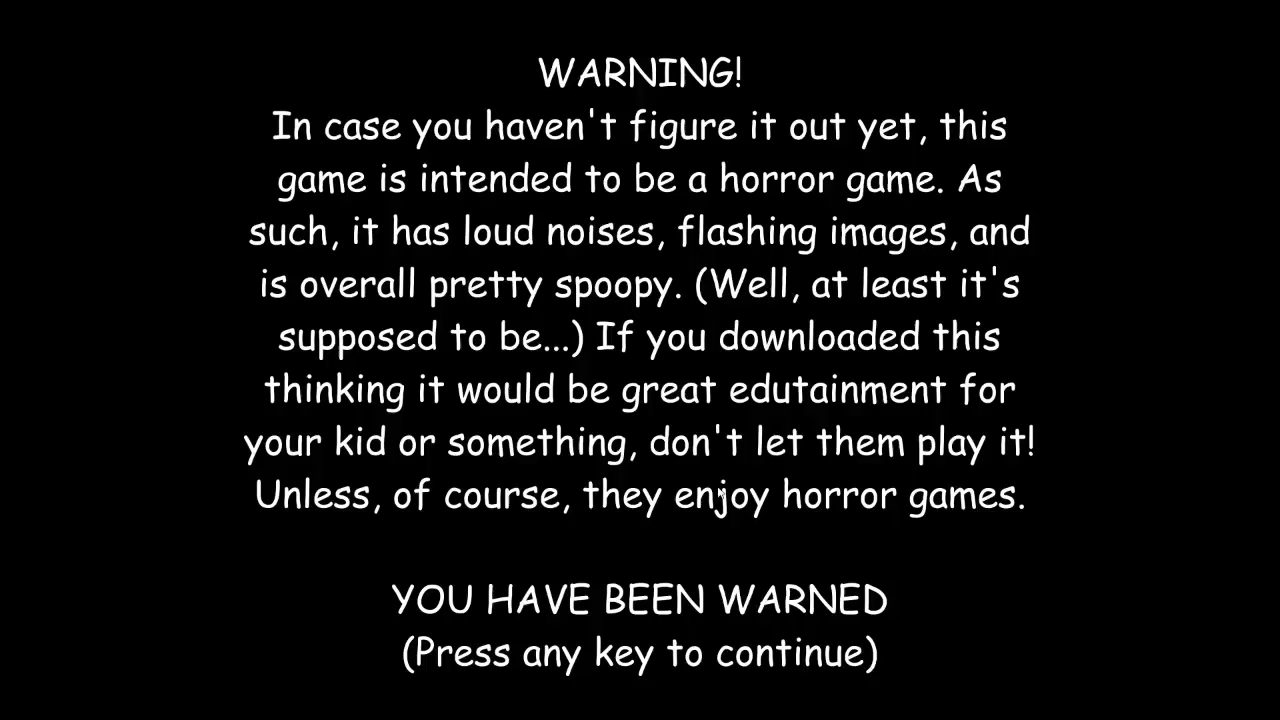 WARNING!
In case you haven't figure it out yet, this
game is intended to be a horror game. As
such, it has loud noises, flashing images, and
is overall pretty spoopy. (Well, at least it's
supposed to be...) If you downloaded this
thinking it would be great edutainment for
your kid or something, don't let them play it!
Unless, of course, they enjoy horror games.
YOU HAVE BEEN WARNED
(Press any key to continue)